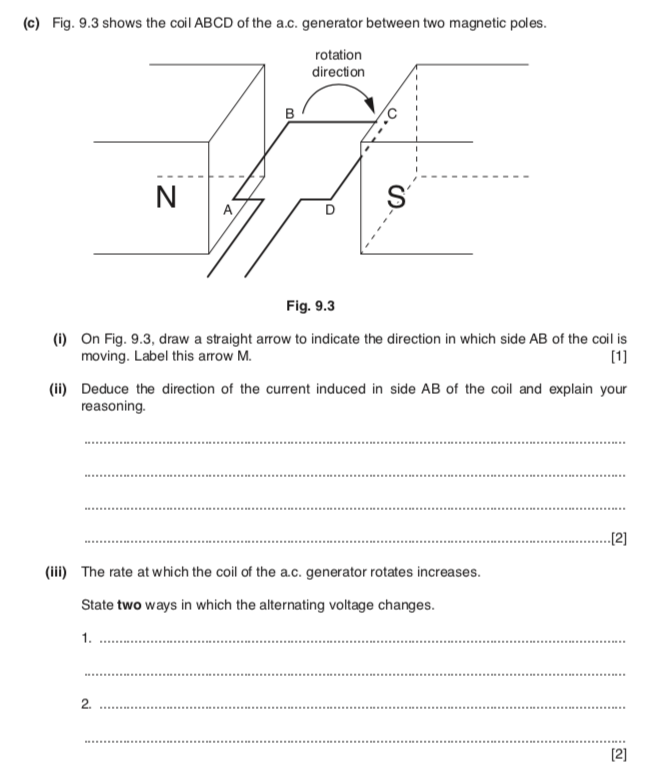 (c) Fig. 9.3 shows the coil ABCD of the a.c. generator between two magnetic poles.
rotation
direction
B
C
N
A
D
S
Fig. 9.3
(i) On Fig. 9.3, draw a straight arrow to indicate the direction in which side AB of the coil is
moving. Label this arrow M. [1]
(ii) Deduce the direction of the current induced in side AB of the coil and explain your
reasoning.
[2]
(iii) The rate at which the coil of the a.c. generator rotates increases.
State two ways in which the alternating voltage changes.
1.
2.
[2]